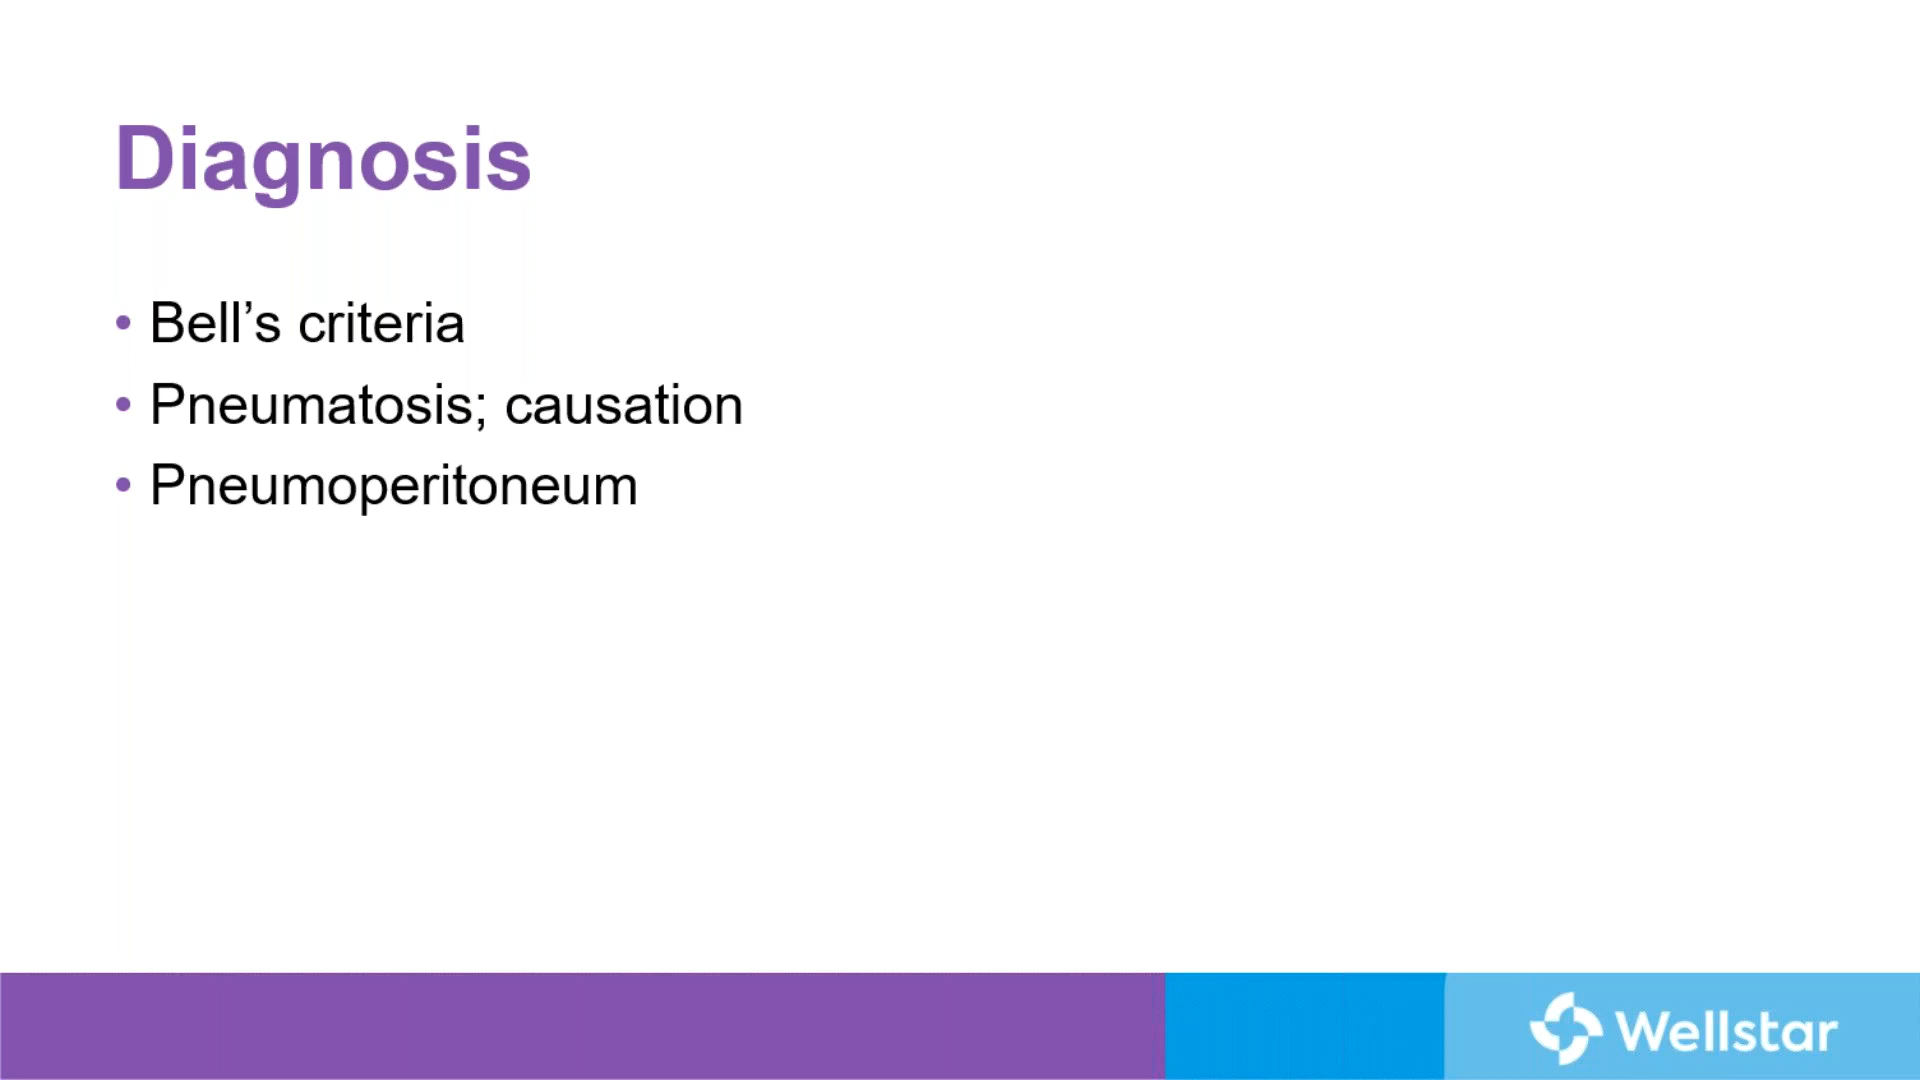 Diagnosis
• Bell’s criteria
• Pneumatosis; causation
• Pneumoperitoneum
Wellstar